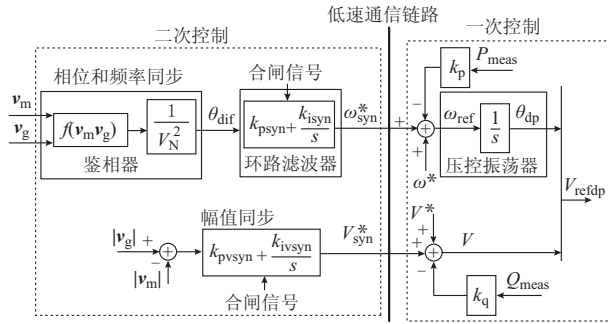 低速通信链路
二次控制
一次控制
相位和频率同步
合闸信号
P_meas
k_p
v_m
v_g
f(v_m v_g)
1/V_N^2
θ_dif
k_psyn + k_isyn/s
ω*_syn
ω_ref
1/s
θ_dp
鉴相器
环路滤波器
压控振荡器
ω*
V_refdp
幅值同步
V*
|v_g|
|v_m|
k_pvsyn + k_ivsyn/s
V*_syn
V
合闸信号
k_q
Q_meas
+
−
+
+
−
+
+
−